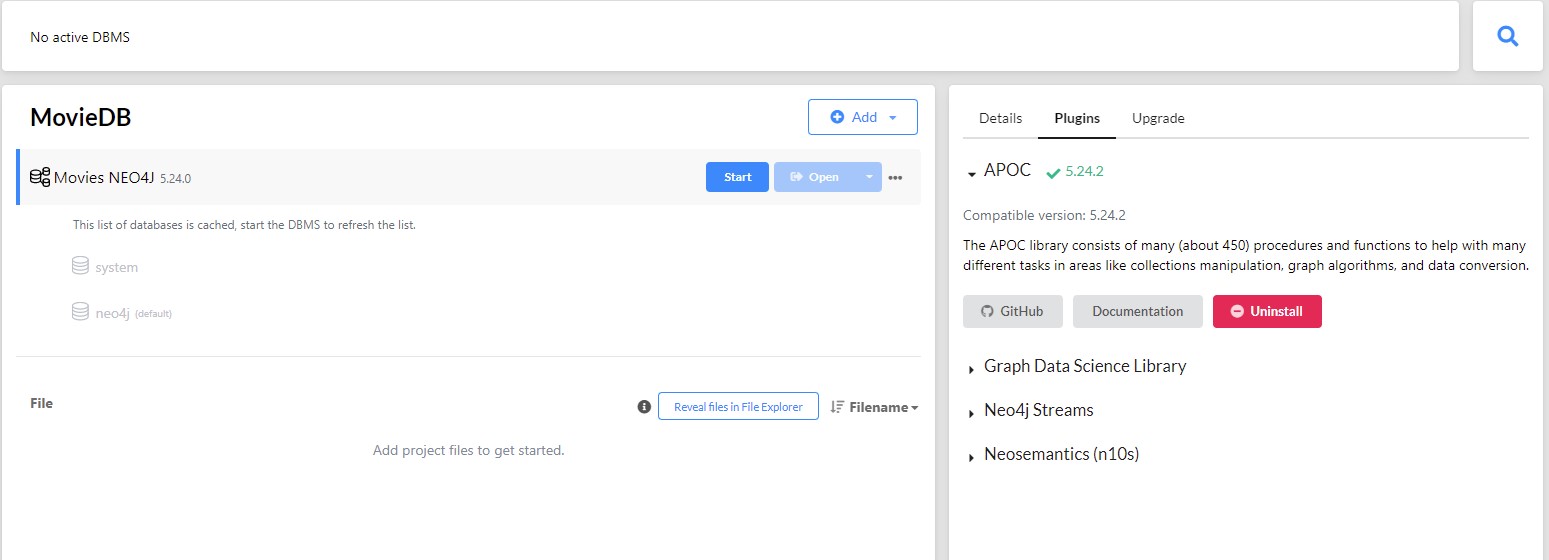 No active DBMS
MovieDB
Add
Movies NEO4J 5.24.0
Start
Open
This list of databases is cached, start the DBMS to refresh the list.
system
neo4j (default)
File
Reveal files in File Explorer
Filename
Add project files to get started.
Details
Plugins
Upgrade
APOC
5.24.2
Compatible version: 5.24.2
The APOC library consists of many (about 450) procedures and functions to help with many
different tasks in areas like collections manipulation, graph algorithms, and data conversion.
GitHub
Documentation
Uninstall
Graph Data Science Library
Neo4j Streams
Neosemantics (n10s)